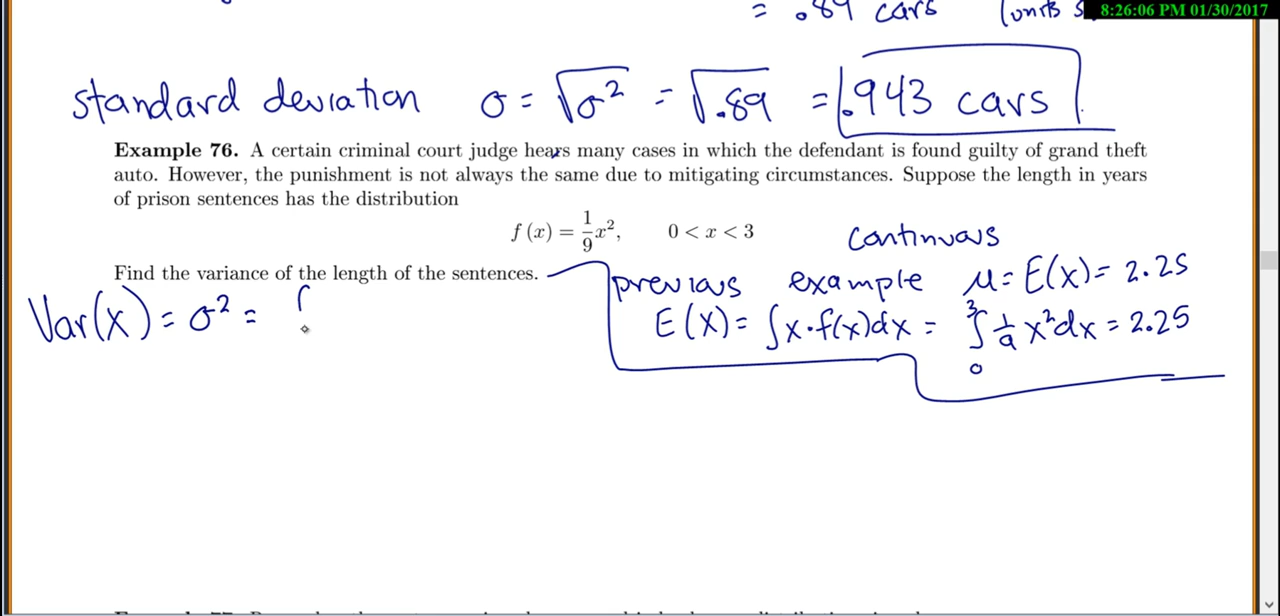 = .89 cars (units
8:26:06 PM 01/30/2017
standard deviation σ = √σ² = √.89 = .943 cars
Example 76. A certain criminal court judge hears many cases in which the defendant is found guilty of grand theft
auto. However, the punishment is not always the same due to mitigating circumstances. Suppose the length in years
of prison sentences has the distribution
f (x) = 1/9 x², 0 < x < 3
continuous
Find the variance of the length of the sentences.
previous example μ = E(x) = 2.25
Var(x) = σ² = ∫
E(x) = ∫x·f(x)dx = ∫₀³ 1/9 x²dx = 2.25